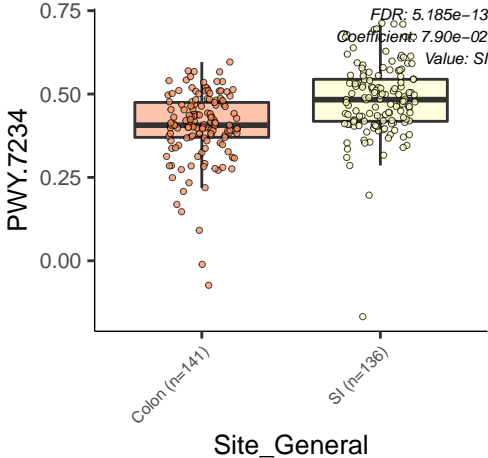 0.75
FDR: 5.185e−13
Coefficient: 7.90e−02
Value: SI
0.50
0.25
0.00
PWY.7234
Colon (n=141)
SI (n=136)
Site_General